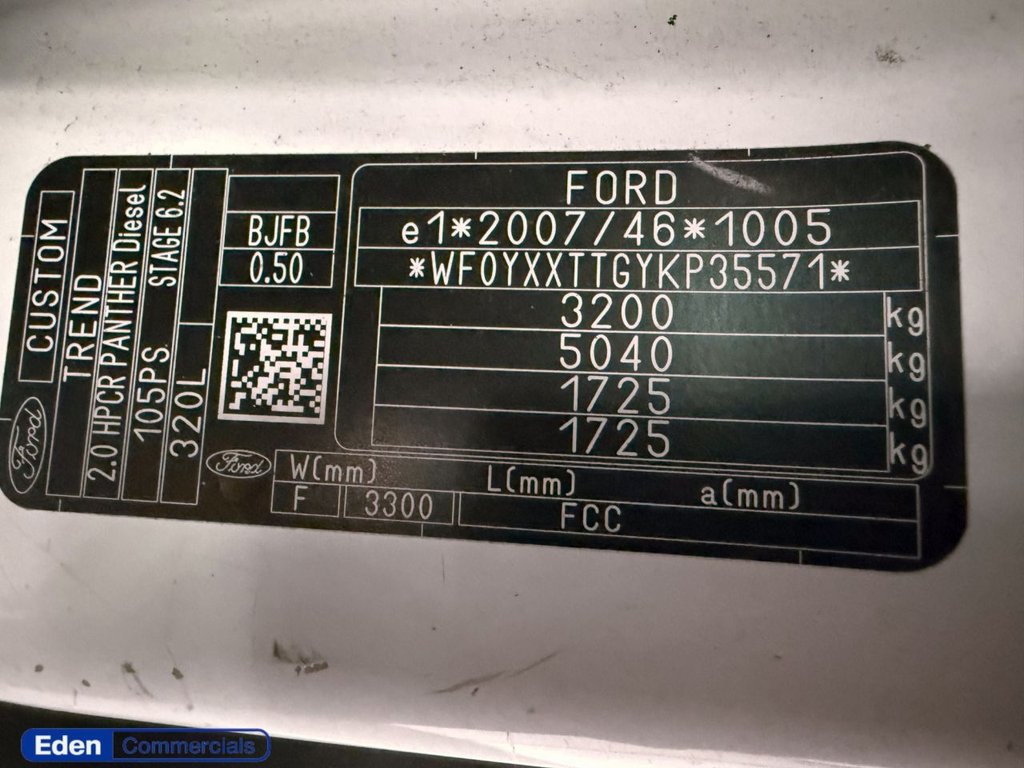 CUSTOM
TREND
2.0 HPCR PANTHER Diesel
105PS STAGE 6.2
320L
Ford
BJFB
0.50
Ford
FORD
e1*2007/46*1005
*WF0YXXTTGYKP35571*
3200 kg
5040 kg
1725 kg
1725 kg
W(mm) L(mm) a(mm)
F 3300 FCC
Eden Commercials